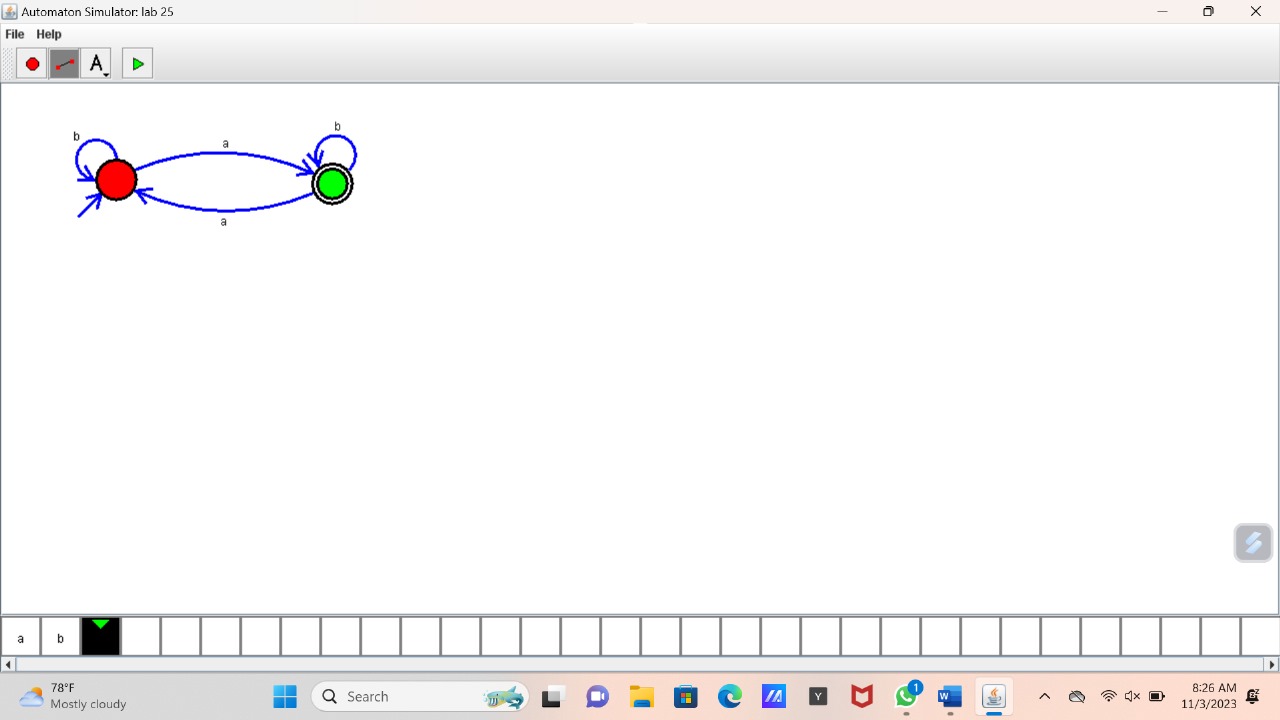 Automaton Simulator: lab 25
File Help
A
b
a
b
a
a b
78°F
Mostly cloudy
Search
Y
1
W
8:26 AM
11/3/2023